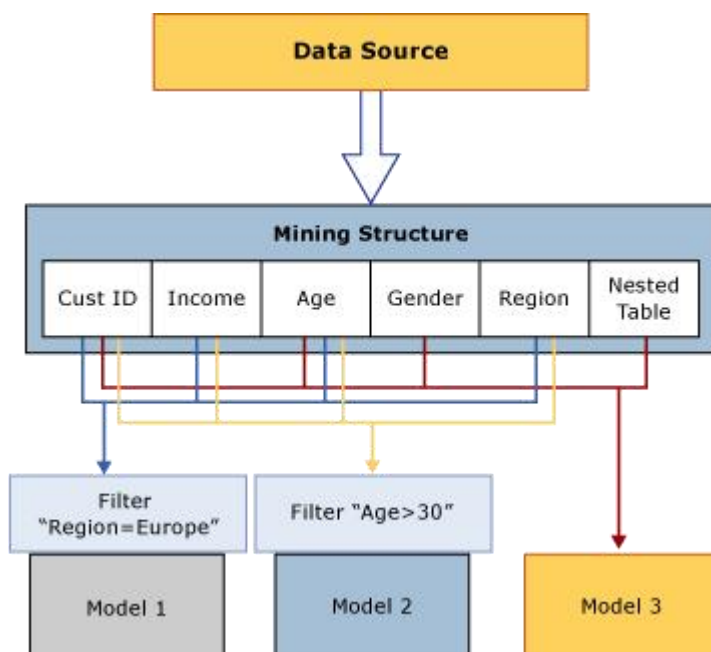 Data Source
Mining Structure
Cust ID
Income
Age
Gender
Region
Nested
Table
Filter
“Region=Europe”
Filter “Age>30”
Model 1
Model 2
Model 3